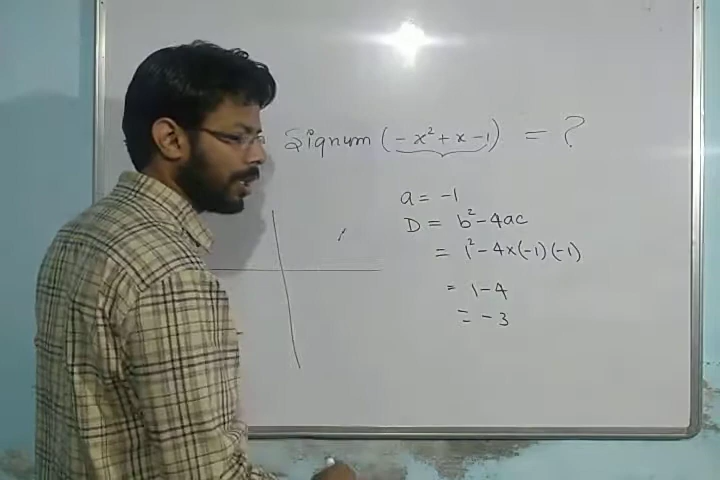 Signum (-x²+x-1) = ?
a = -1
D = b²-4ac
= 1²-4×(-1)(-1)
= 1-4
= -3